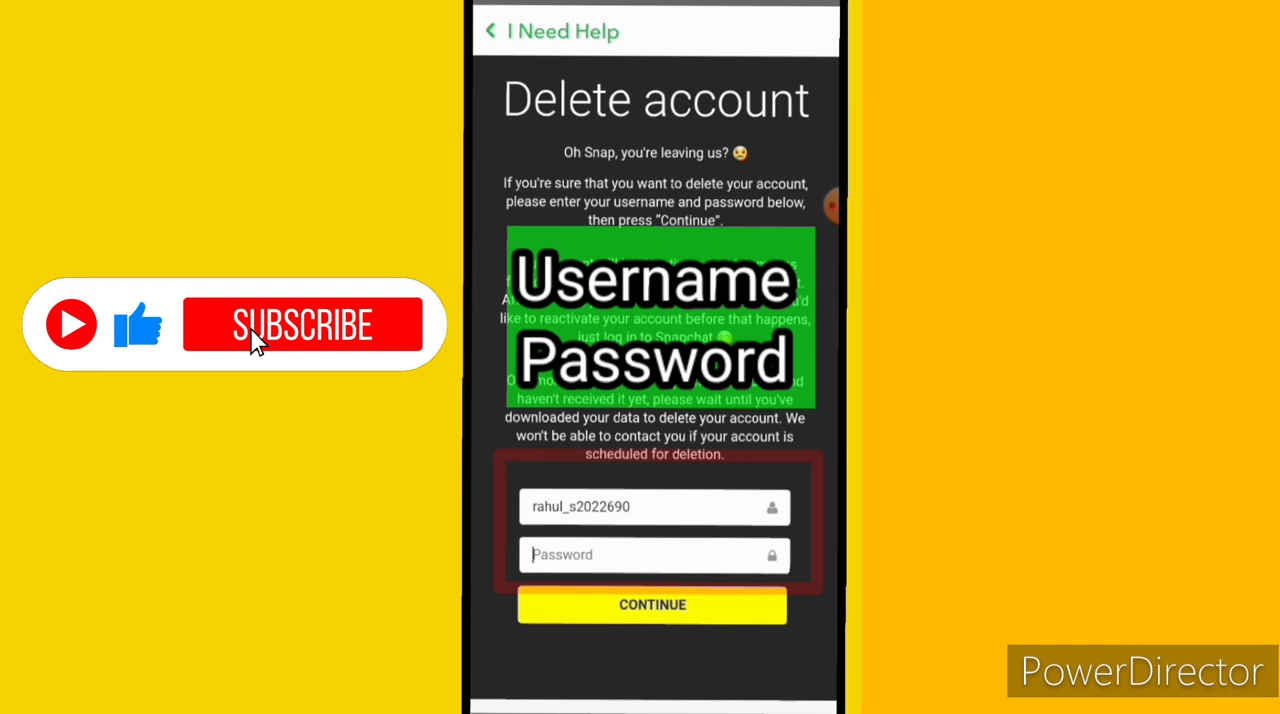 I Need Help
Delete account
Oh Snap, you're leaving us? 😢
If you're sure that you want to delete your account,
please enter your username and password below,
then press "Continue".
Username
like to reactivate your account before that happens,
just log in to Snapchat
Password
haven't received it yet, please wait until you've
downloaded your data to delete your account. We
won't be able to contact you if your account is
scheduled for deletion.
rahul_s2022690
Password
CONTINUE
SUBSCRIBE
PowerDirector